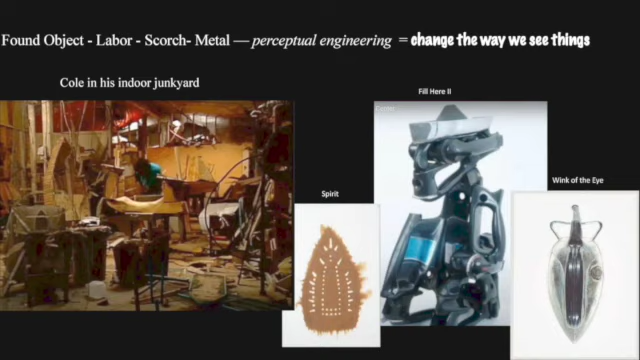 Found Object - Labor - Scorch- Metal — perceptual engineering = change the way we see things
Cole in his indoor junkyard
Fill Here II
Wink of the Eye
Spirit